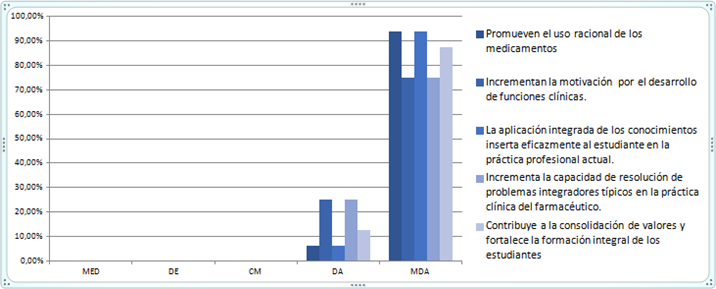 100,00%
90,00%
80,00%
70,00%
60,00%
50,00%
40,00%
30,00%
20,00%
10,00%
0,00%
MED DE CM DA MDA
Promueven el uso racional de los
medicamentos
Incrementan la motivación por el desarrollo
de funciones clínicas.
La aplicación integrada de los conocimientos
inserta eficazmente al estudiante en la
práctica profesional actual.
Incrementa la capacidad de resolución de
problemas integradores típicos en la práctica
clínica del farmacéutico.
Contribuye a la consolidación de valores y
fortalece la formación integral de los
estudiantes